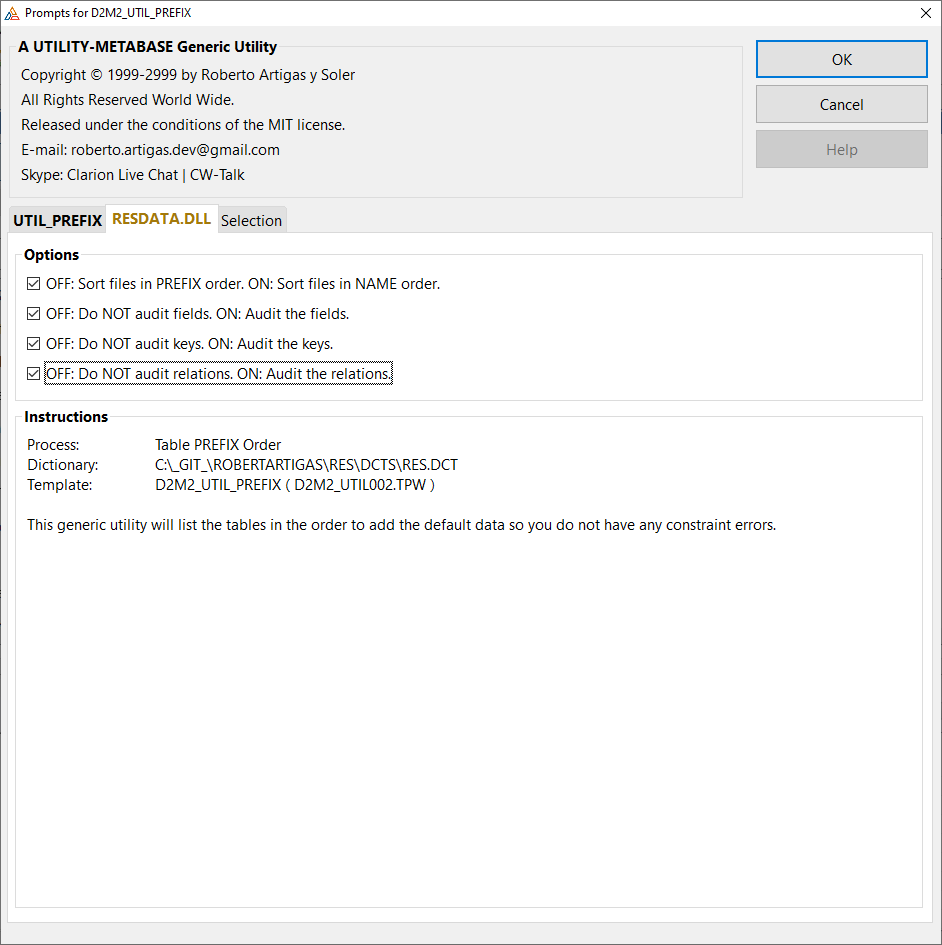 Prompts for D2M2_UTIL_PREFIX
A UTILITY-METABASE Generic Utility
Copyright © 1999-2999 by Roberto Artigas y Soler
All Rights Reserved World Wide.
Released under the conditions of the MIT license.
E-mail: roberto.artigas.dev@gmail.com
Skype: Clarion Live Chat | CW-Talk
OK
Cancel
Help
UTIL_PREFIX RESDATA.DLL Selection
Options
OFF: Sort files in PREFIX order. ON: Sort files in NAME order.
OFF: Do NOT audit fields. ON: Audit the fields.
OFF: Do NOT audit keys. ON: Audit the keys.
OFF: Do NOT audit relations. ON: Audit the relations.
Instructions
Process: Table PREFIX Order
Dictionary: C:\_GIT_\ROBERTARTIGAS\RES\DCTS\RES.DCT
Template: D2M2_UTIL_PREFIX ( D2M2_UTIL002.TPW )
This generic utility will list the tables in the order to add the default data so you do not have any constraint errors.